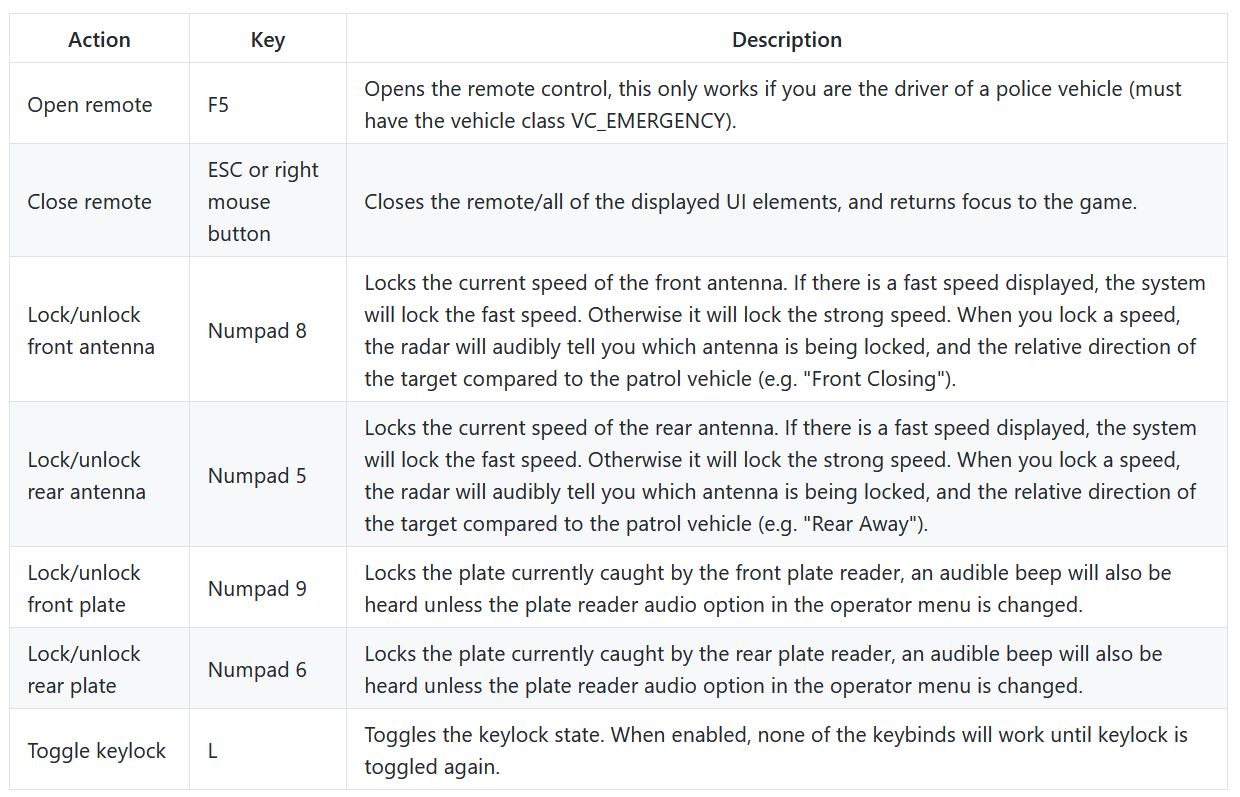 Action Key Description
Open remote F5 Opens the remote control, this only works if you are the driver of a police vehicle (must
have the vehicle class VC_EMERGENCY).
Close remote
ESC or right
mouse
button
Closes the remote/all of the displayed UI elements, and returns focus to the game.
Lock/unlock
front antenna
Numpad 8
Locks the current speed of the front antenna. If there is a fast speed displayed, the system
will lock the fast speed. Otherwise it will lock the strong speed. When you lock a speed,
the radar will audibly tell you which antenna is being locked, and the relative direction of
the target compared to the patrol vehicle (e.g. "Front Closing").
Lock/unlock
rear antenna
Numpad 5
Locks the current speed of the rear antenna. If there is a fast speed displayed, the system
will lock the fast speed. Otherwise it will lock the strong speed. When you lock a speed,
the radar will audibly tell you which antenna is being locked, and the relative direction of
the target compared to the patrol vehicle (e.g. "Rear Away").
Lock/unlock
front plate
Numpad 9
Locks the plate currently caught by the front plate reader, an audible beep will also be
heard unless the plate reader audio option in the operator menu is changed.
Lock/unlock
rear plate
Numpad 6
Locks the plate currently caught by the rear plate reader, an audible beep will also be
heard unless the plate reader audio option in the operator menu is changed.
Toggle keylock
L
Toggles the keylock state. When enabled, none of the keybinds will work until keylock is
toggled again.